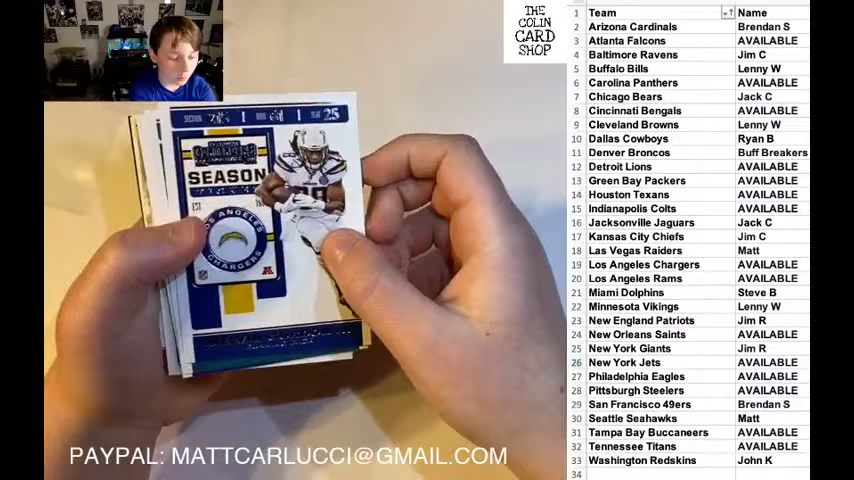 THE
COLIN
CARD
SHOP
SEASON
LOS ANGELES
CHARGERS
PAYPAL: MATTCARLUCCI@GMAIL.COM
1 Team Name
2 Arizona Cardinals Brendan S
3 Atlanta Falcons AVAILABLE
4 Baltimore Ravens Jim C
5 Buffalo Bills Lenny W
6 Carolina Panthers AVAILABLE
7 Chicago Bears Jack C
8 Cincinnati Bengals AVAILABLE
9 Cleveland Browns Lenny W
10 Dallas Cowboys Ryan B
11 Denver Broncos Buff Breakers
12 Detroit Lions AVAILABLE
13 Green Bay Packers AVAILABLE
14 Houston Texans AVAILABLE
15 Indianapolis Colts AVAILABLE
16 Jacksonville Jaguars Jack C
17 Kansas City Chiefs Jim C
18 Las Vegas Raiders Matt
19 Los Angeles Chargers AVAILABLE
20 Los Angeles Rams AVAILABLE
21 Miami Dolphins Steve B
22 Minnesota Vikings Lenny W
23 New England Patriots Jim R
24 New Orleans Saints AVAILABLE
25 New York Giants Jim R
26 New York Jets AVAILABLE
27 Philadelphia Eagles AVAILABLE
28 Pittsburgh Steelers AVAILABLE
29 San Francisco 49ers Brendan S
30 Seattle Seahawks Matt
31 Tampa Bay Buccaneers AVAILABLE
32 Tennessee Titans AVAILABLE
33 Washington Redskins John K
34